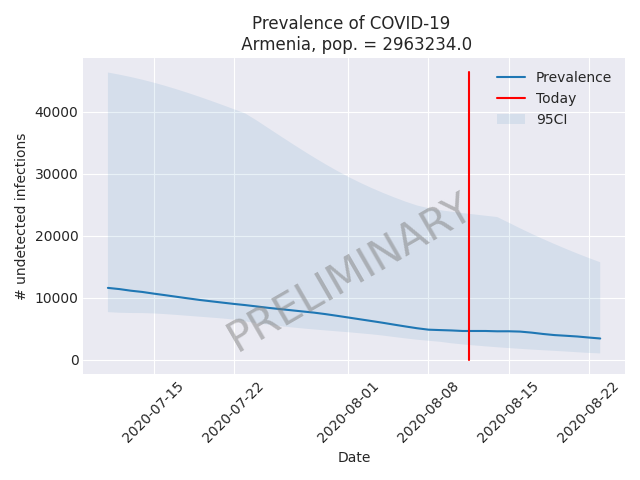 Prevalence of COVID-19
Armenia, pop. = 2963234.0
Prevalence
Today
95CI
# undetected infections
40000
30000
20000
10000
0
PRELIMINARY
2020-07-15
2020-07-22
2020-08-01
2020-08-08
2020-08-15
2020-08-22
Date